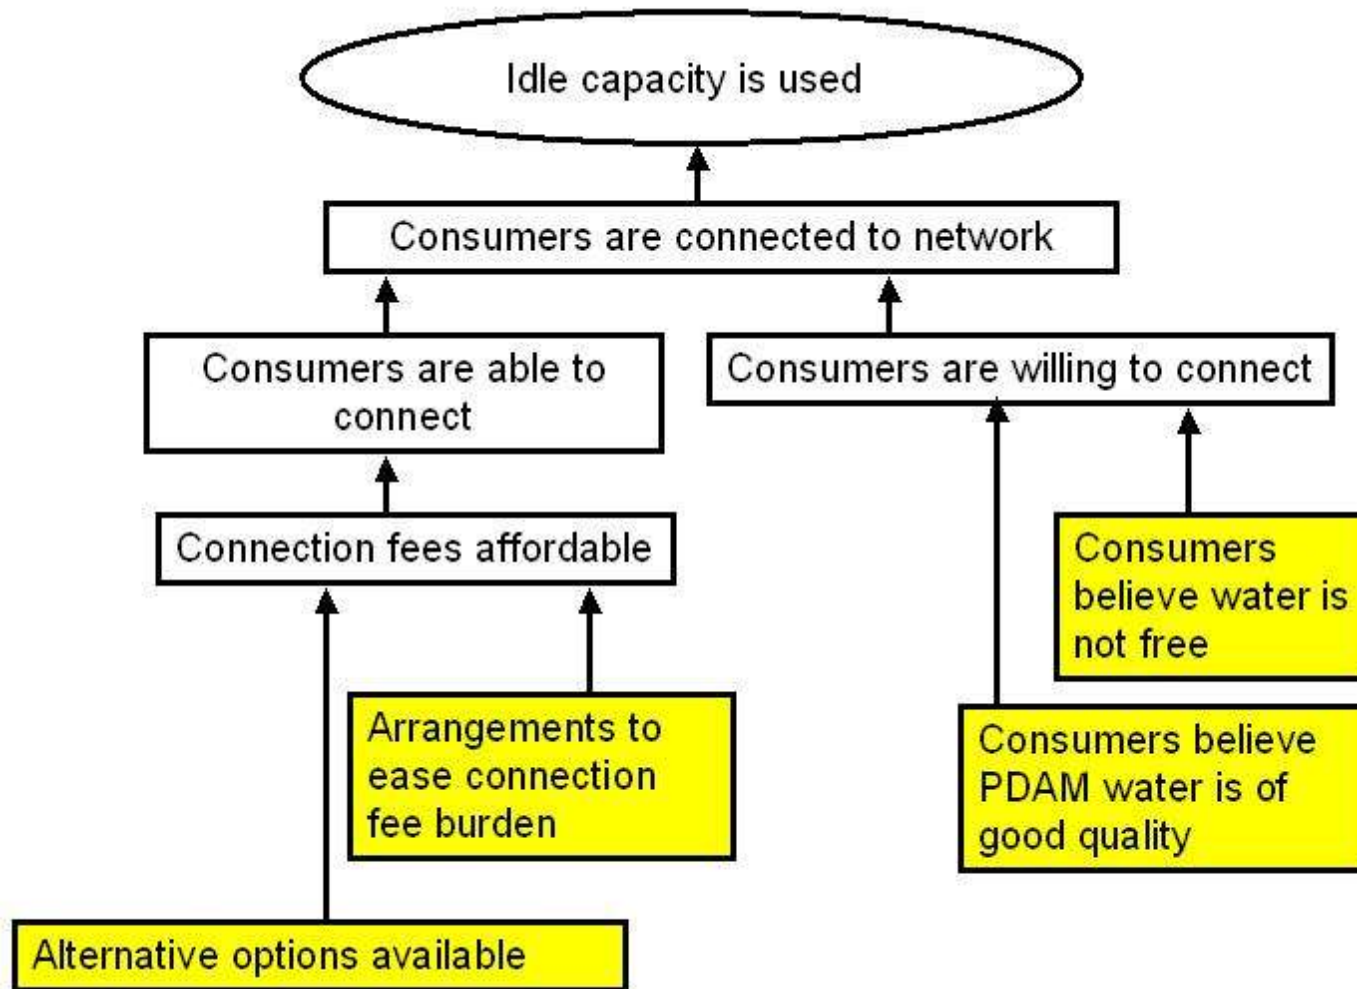 Idle capacity is used
Consumers are connected to network
Consumers are able to
connect
Consumers are willing to connect
Connection fees affordable
Consumers
believe water is
not free
Arrangements to
ease connection
fee burden
Consumers believe
PDAM water is of
good quality
Alternative options available